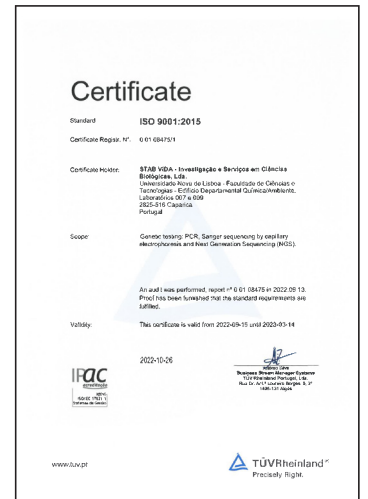 Certificate
Standard ISO 9001:2015
Certificate Registr. Nº. 0 01 08475/1
Certificate Holder: STAB VIDA - Investigação e Serviços em Ciências
Biológicas, Lda.
Universidade Nova de Lisboa - Faculdade de Ciências e
Tecnologias - Edifício Departamental Química/Ambiente,
Laboratórios 007 e 009
2825-516 Caparica
Portugal
Scope: Genetic testing: PCR, Sanger sequencing by capillary
electrophoresis and Next Generation Sequencing (NGS).
An audit was performed, report nº 0 01 08475 in 2022.09.13.
Proof has been furnished that the standard requirements are
fulfilled.
Validity: This certificate is valid from 2022-09-15 until 2023-03-14
2022-10-26
Silva
Business Stream Manager Systems
TÜV Rheinland Portugal, Lda.
IPAC
acreditação
www.tuv.pt
TÜVRheinland
Precisely Right.